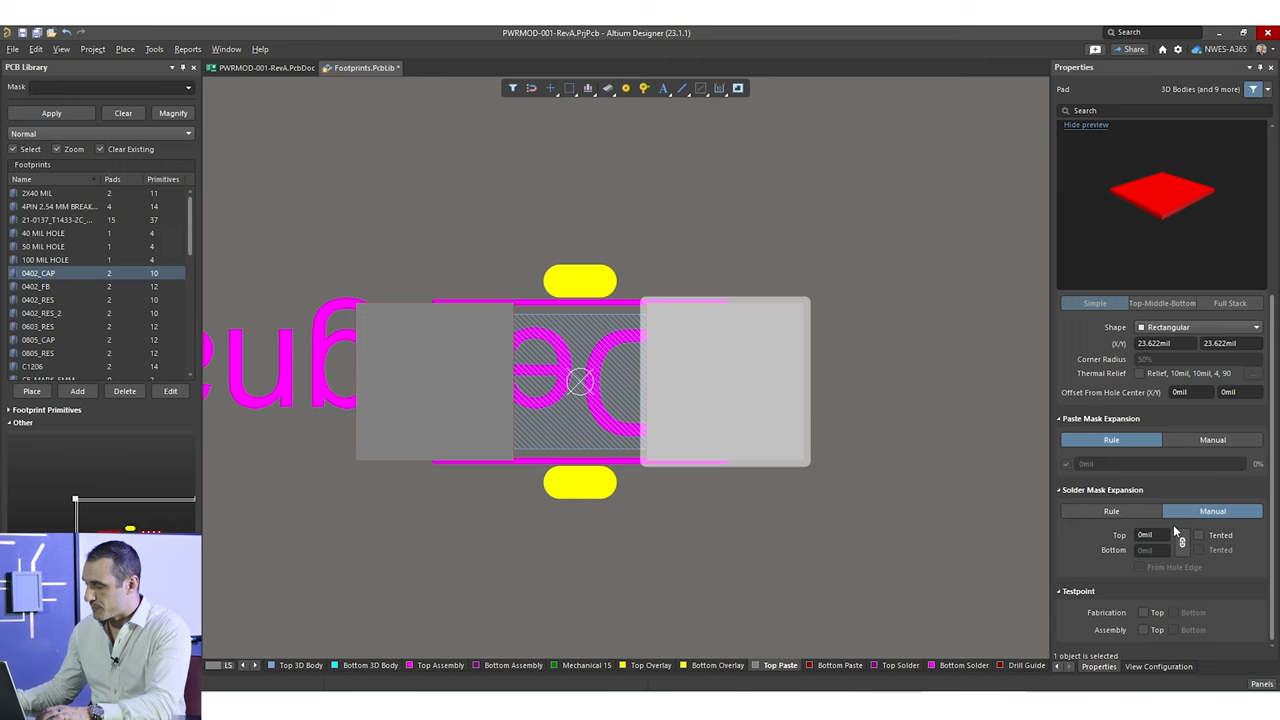 PWRMOD-001-RevA.PrjPcb - Altium Designer (23.1.1)
Search
File Edit View Project Place Tools Reports Window Help
Share
NWES-A365
PCB Library
PWRMOD-001-RevA.PcbDoc
Footprints.PcbLib *
Properties
Mask
Pad
3D Bodies (and 9 more)
Search
Apply Clear Magnify
Hide preview
Normal
Select Zoom Clear Existing
Footprints
Name Pads Primitives
2X40 MIL 2 11
4PIN 2.54 MM BREAK... 4 14
21-0137_T1433-2C_... 15 37
40 MIL HOLE 1 4
50 MIL HOLE 1 4
100 MIL HOLE 1 4
0402_CAP 2 10
0402_FB 2 12
0402_RES 2 10
0402_RES_2 2 10
0603_RES 2 12
0805_CAP 2 10
0805_RES 2 10
C1206 2 10
Place Add Delete Edit
Footprint Primitives
Other
Simple Top-Middle-Bottom Full Stack
Shape Rectangular
(X/Y) 23.622mil 23.622mil
Corner Radius 50%
Thermal Relief Relief, 10mil, 10mil, 4, 90 ...
Offset From Hole Center (X/Y) 0mil 0mil
Paste Mask Expansion
Rule Manual
0mil 0%
Solder Mask Expansion
Rule Manual
Top 0mil Tented
Bottom 0mil Tented
From Hole Edge
Testpoint
Fabrication Top Bottom
Assembly Top Bottom
1 object is selected
LS Top 3D Body Bottom 3D Body Top Assembly Bottom Assembly Mechanical 15 Top Overlay Bottom Overlay Top Paste Bottom Paste Top Solder Bottom Solder Drill Guide
Properties View Configuration
Panels